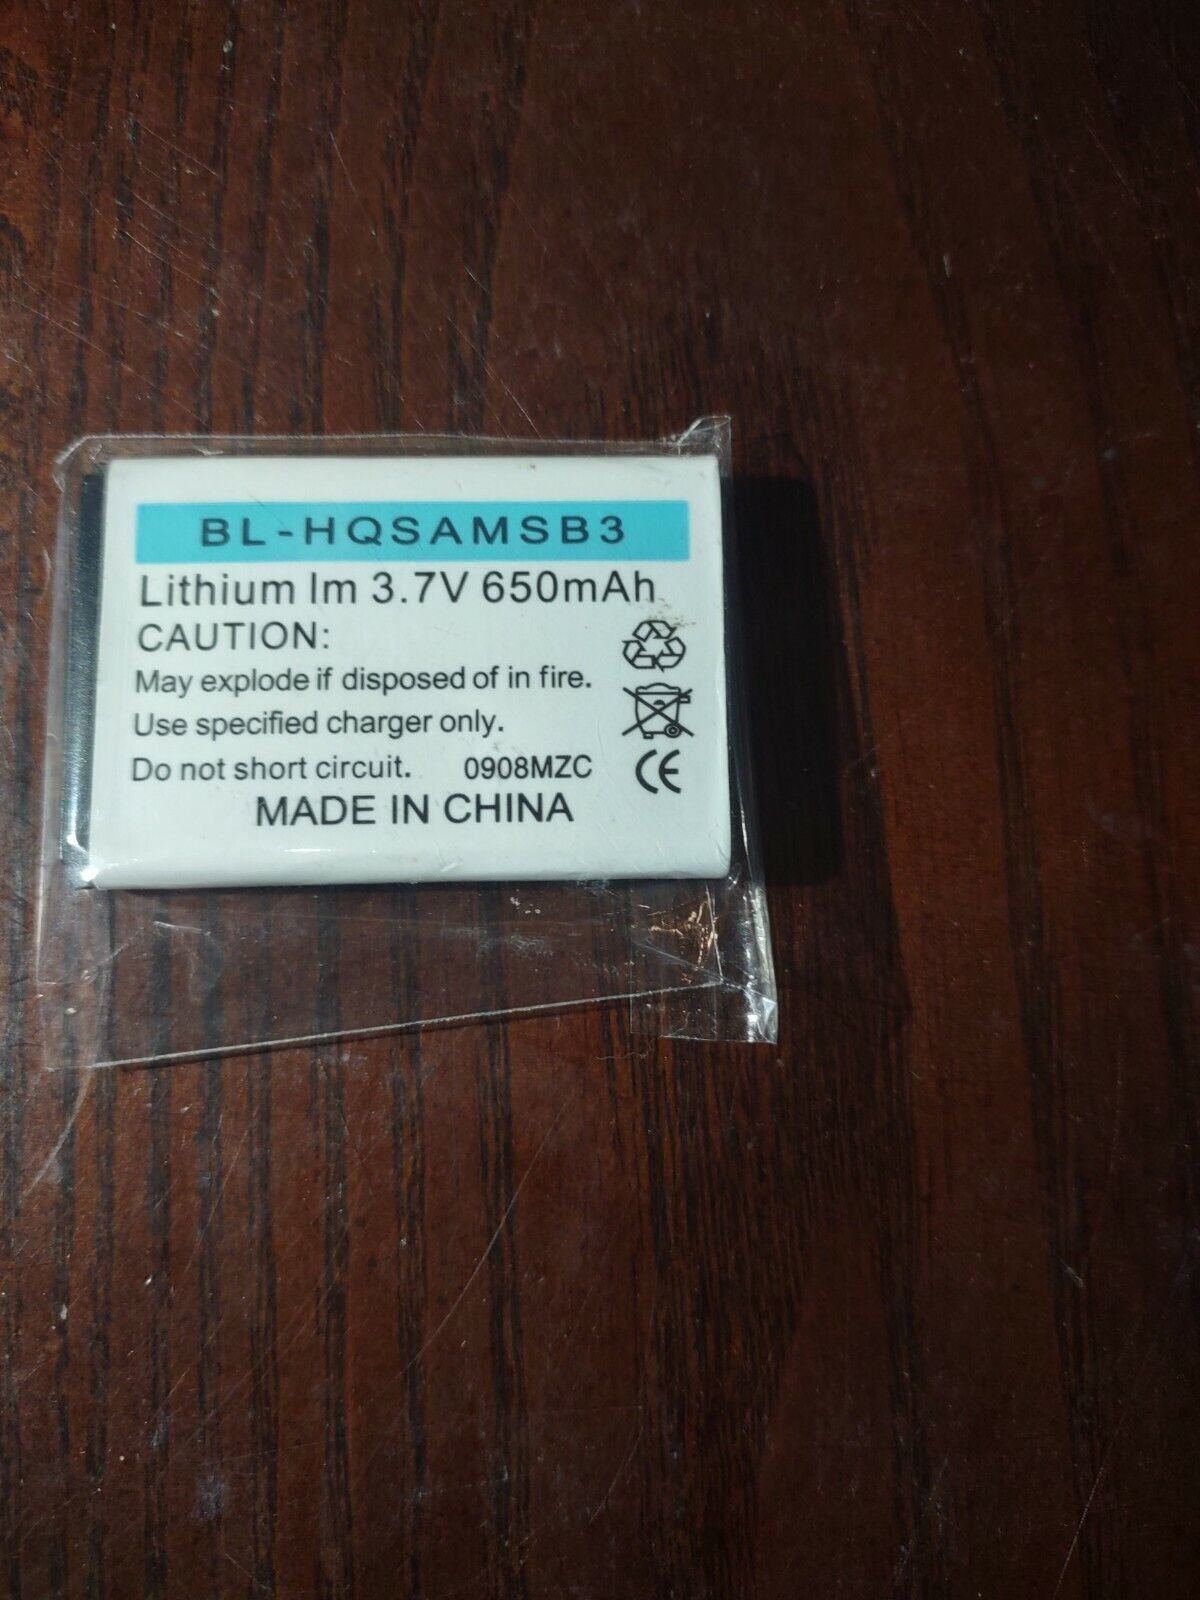 BL-HQSAMSB3
Lithium Im 3.7V 650mAh
CAUTION:
May explode if disposed of in fire.
Use specified charger only.
Do not short circuit. 0908MZC
MADE IN CHINA
CE